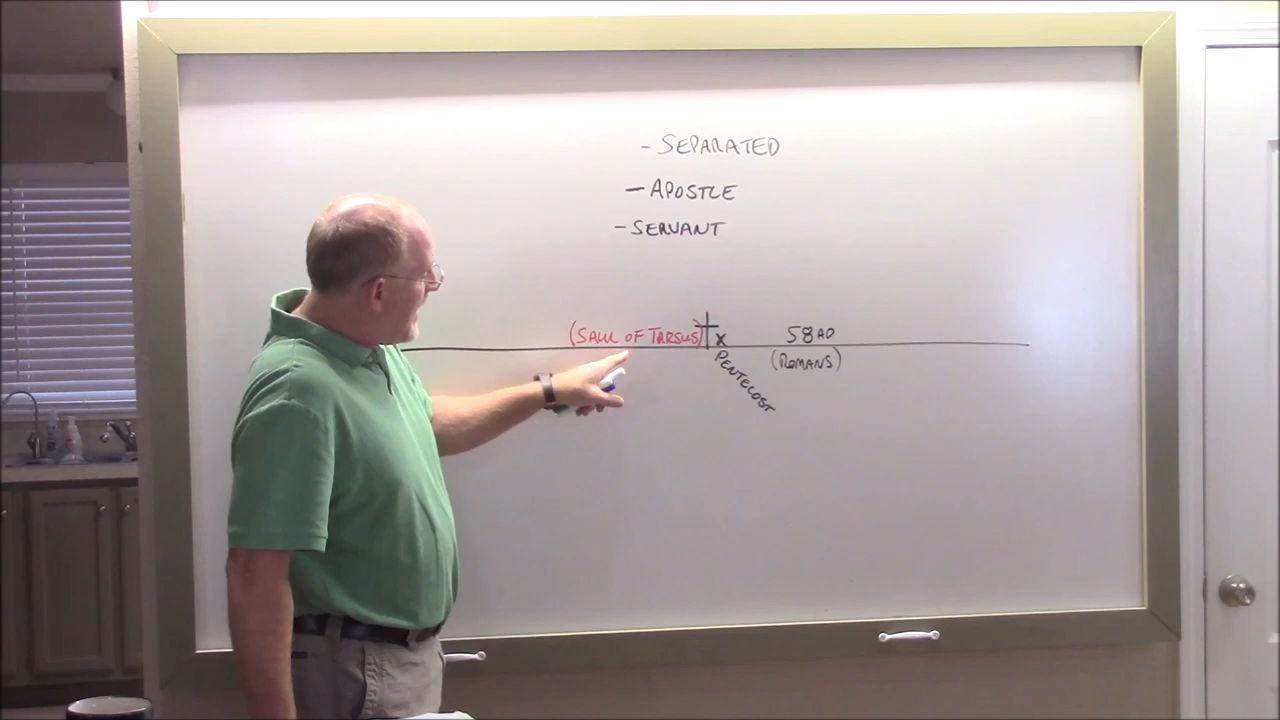 - SEPARATED
- APOSTLE
- SERVANT
(SAUL OF TARSUS) X 58 AD
PENTECOST
(ROMANS)